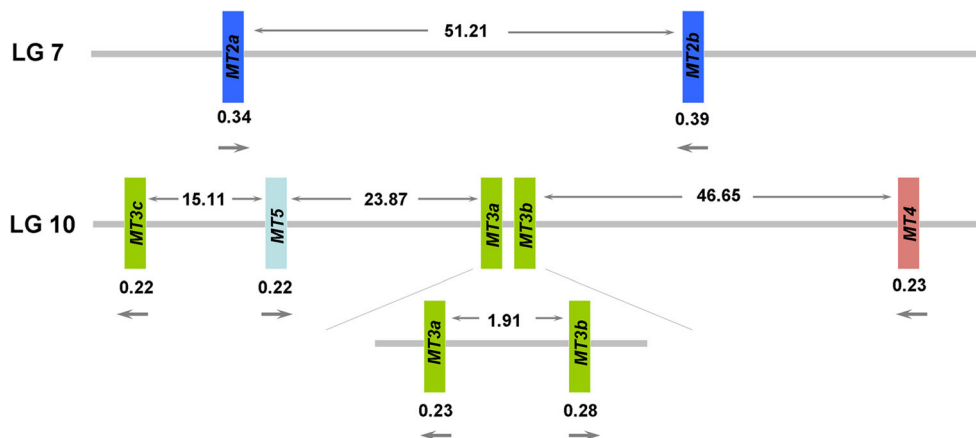 51.21
LG 7
MT2a
MT2b
0.34
0.39
15.11
23.87
46.65
LG 10
MT3c
MT5
MT3a
MT3b
MT4
0.22
0.22
0.23
1.91
MT3a
MT3b
0.23
0.28